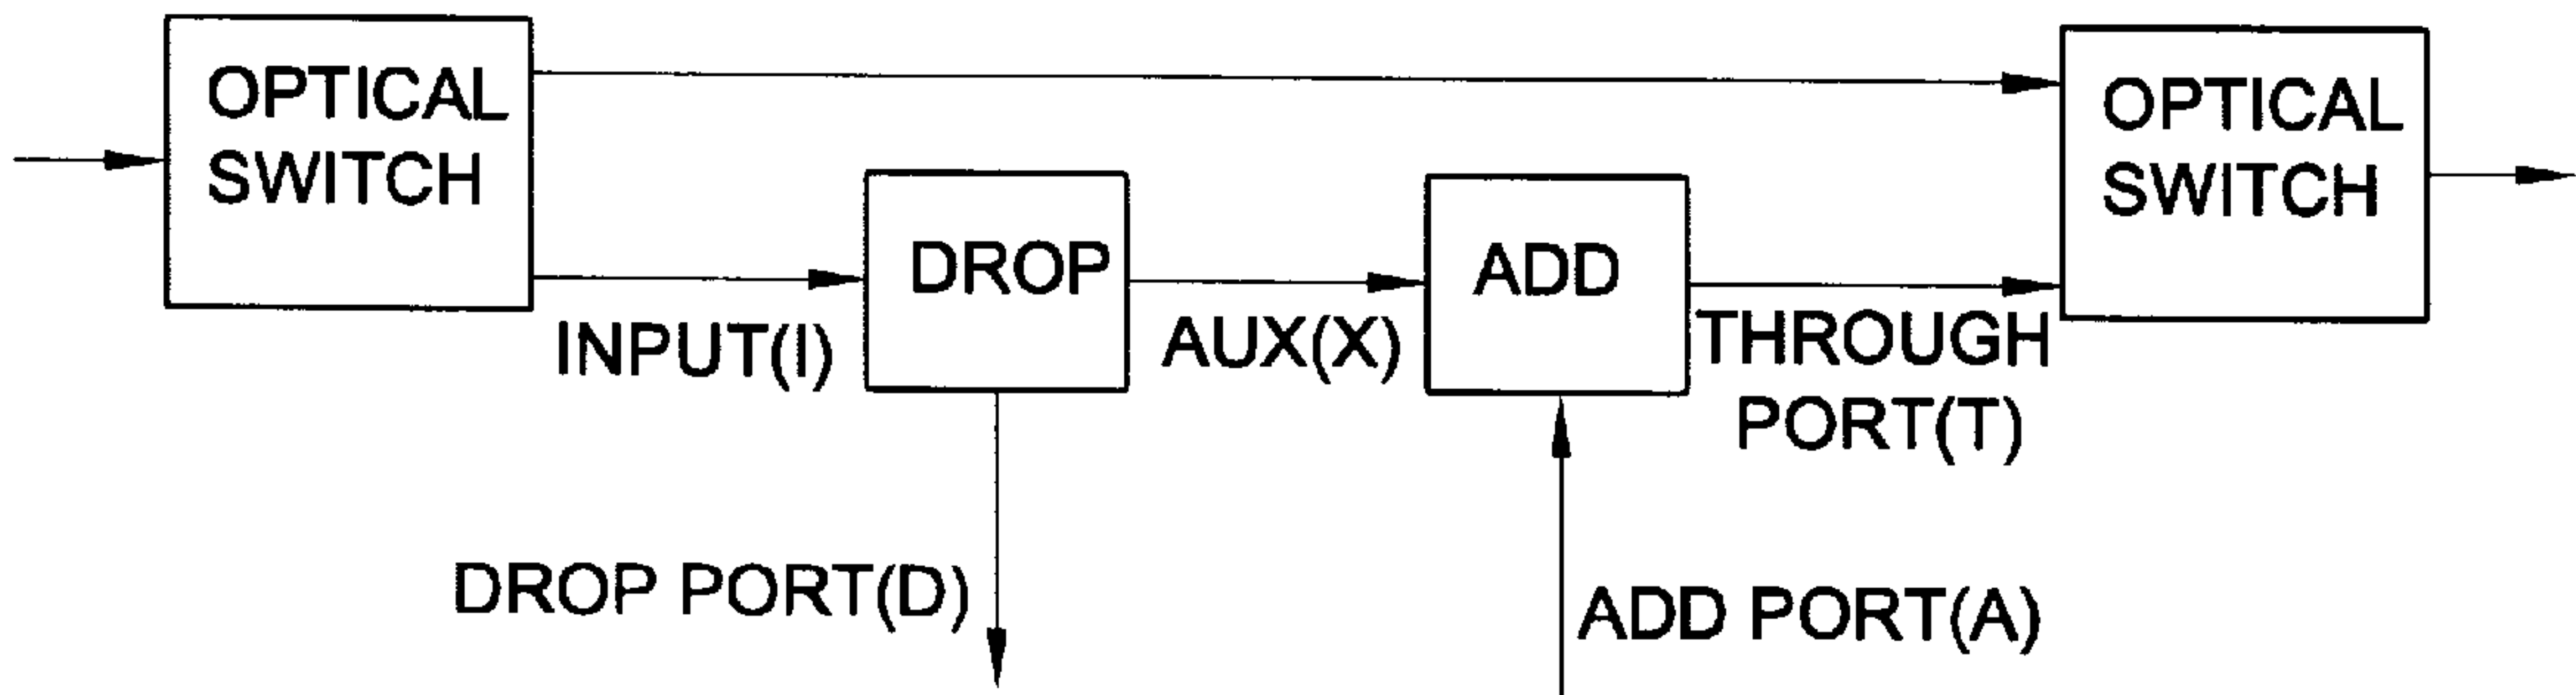 OPTICAL
SWITCH
OPTICAL
SWITCH
DROP
ADD
INPUT(I)
AUX(X)
THROUGH
PORT(T)
DROP PORT(D)
ADD PORT(A)